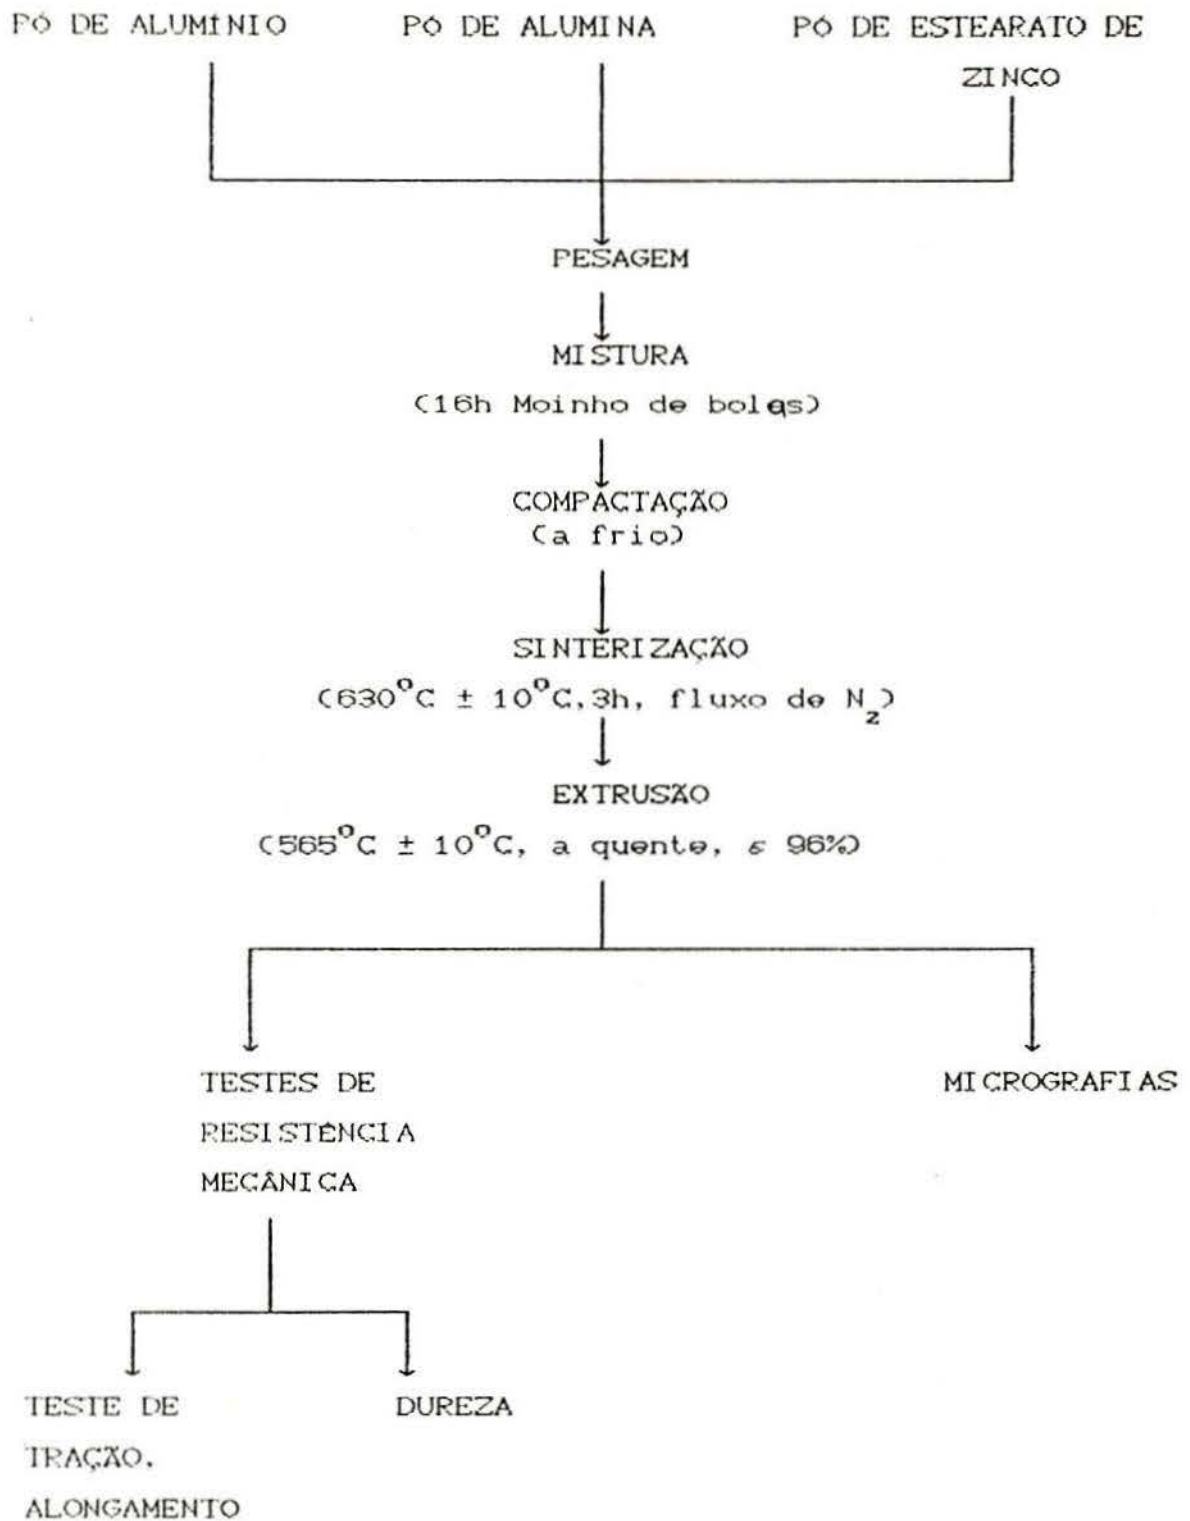 PÓ DE ALUMÍNIO
PÓ DE ALUMINA
PÓ DE ESTEARATO DE
ZINCO
PESAGEM
MISTURA
(16h Moinho de bolas)
COMPACTAÇÃO
(a frio)
SINTERIZAÇÃO
(630°C ± 10°C,3h, fluxo de N₂)
EXTRUSÃO
(565°C ± 10°C, a quente, ε 96%)
TESTES DE
RESISTÊNCIA
MECÂNICA
MICROGRAFIAS
TESTE DE
TRAÇÃO,
ALONGAMENTO
DUREZA